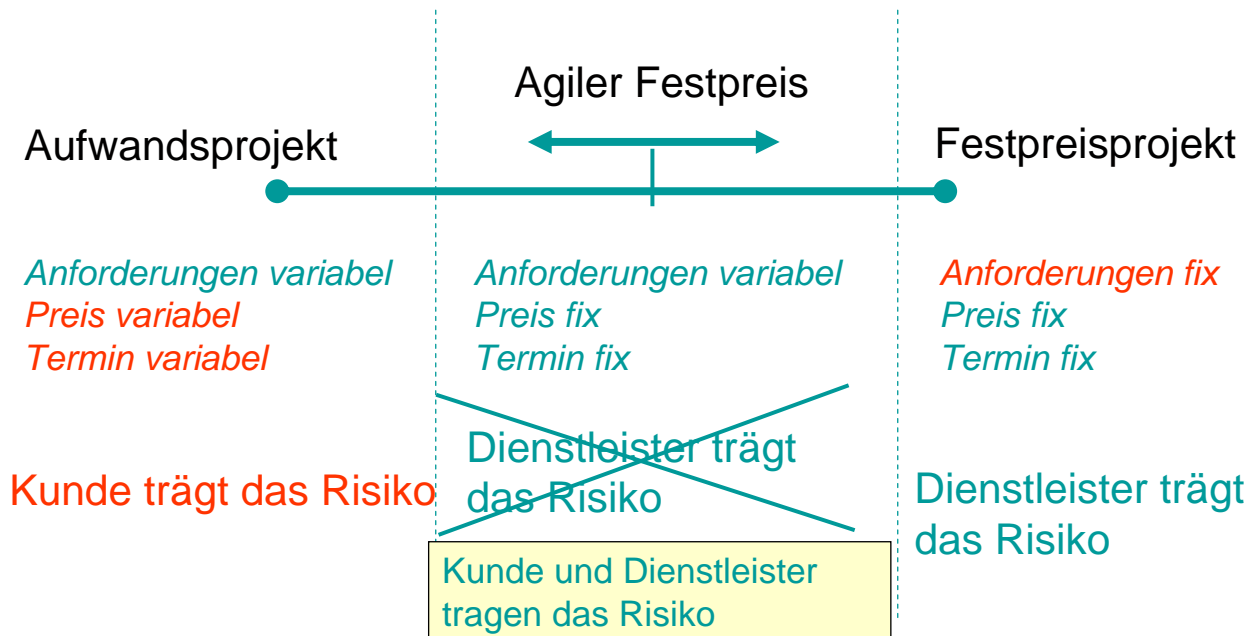 Agiler Festpreis
Aufwandsprojekt
Festpreisprojekt
Anforderungen variabel
Preis variabel
Termin variabel
Anforderungen variabel
Preis fix
Termin fix
Anforderungen fix
Preis fix
Termin fix
Kunde trägt das Risiko
Dienstleister trägt
das Risiko
Dienstleister trägt
das Risiko
Kunde und Dienstleister
tragen das Risiko